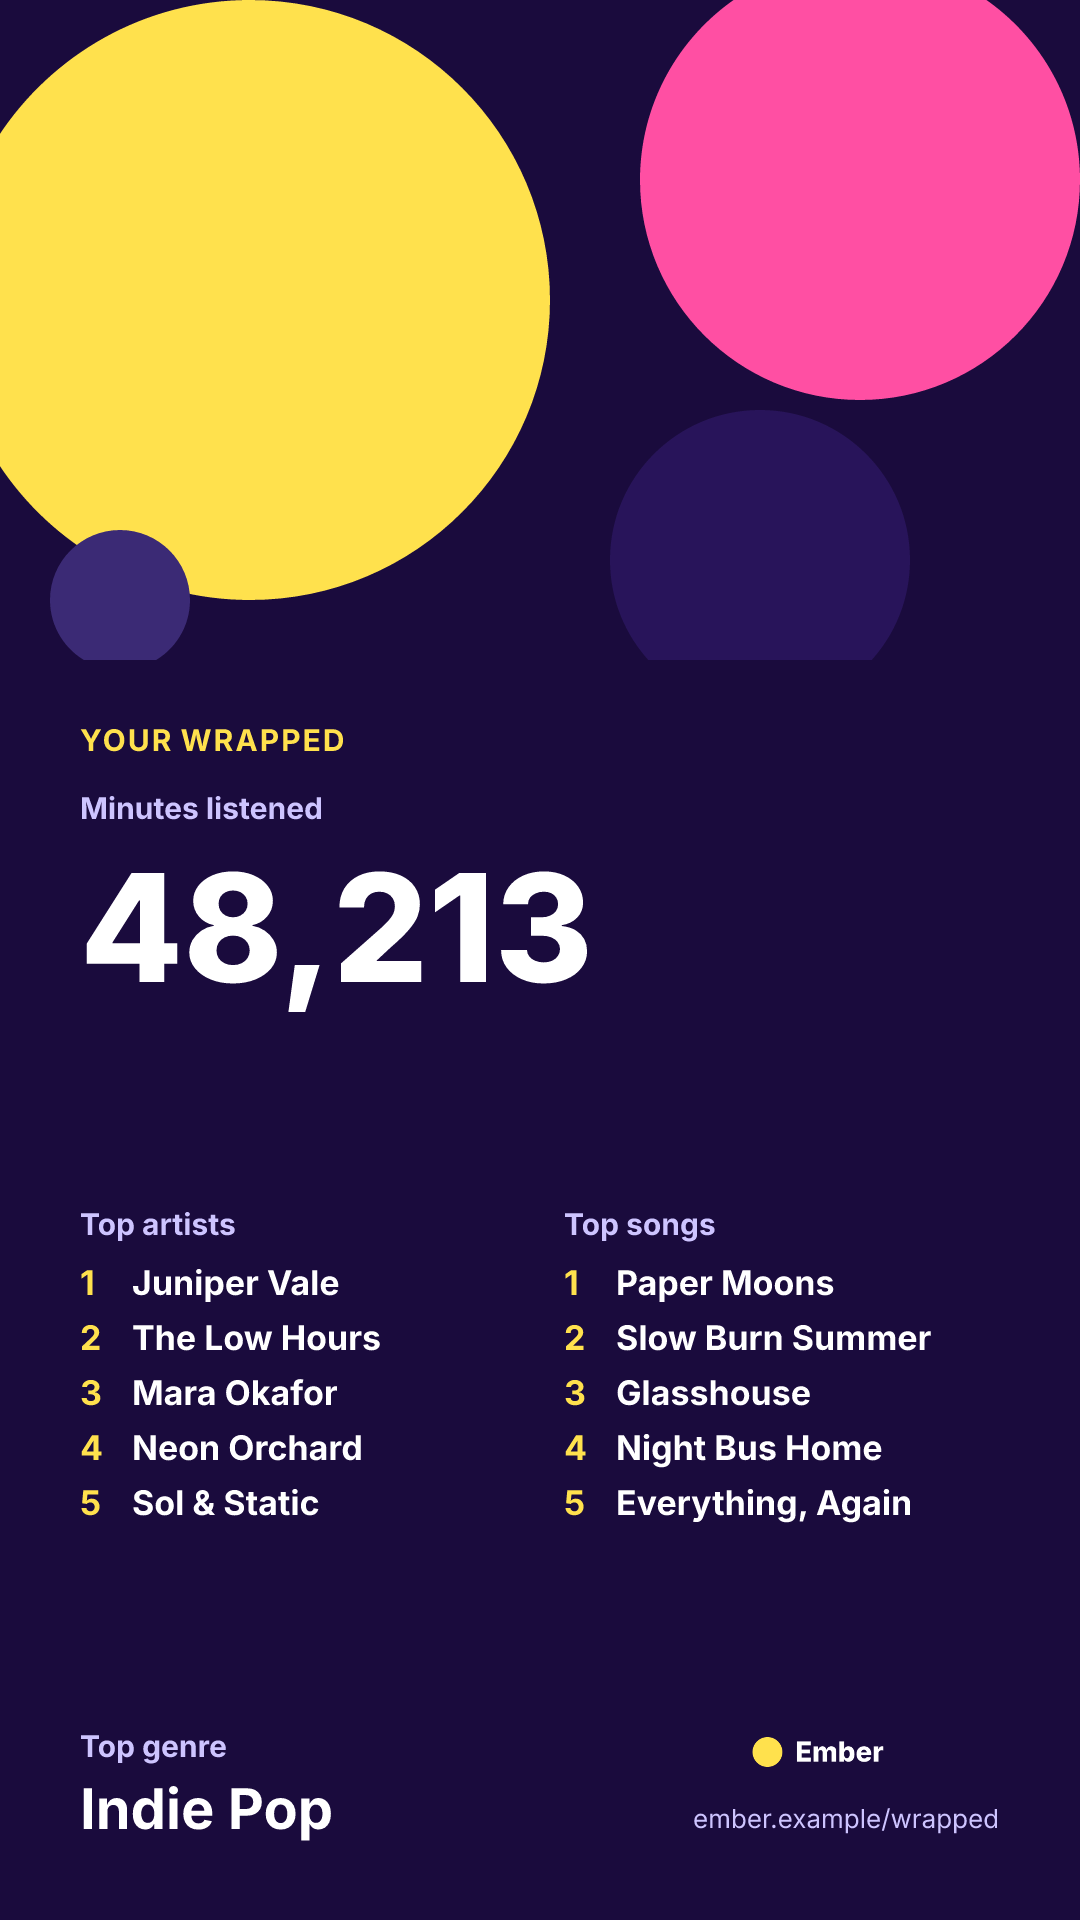 YOUR WRAPPED
Minutes listened
48,213
Top artists
1 Juniper Vale
2 The Low Hours
3 Mara Okafor
4 Neon Orchard
5 Sol & Static
Top songs
1 Paper Moons
2 Slow Burn Summer
3 Glasshouse
4 Night Bus Home
5 Everything, Again
Top genre
Indie Pop
Ember
ember.example/wrapped